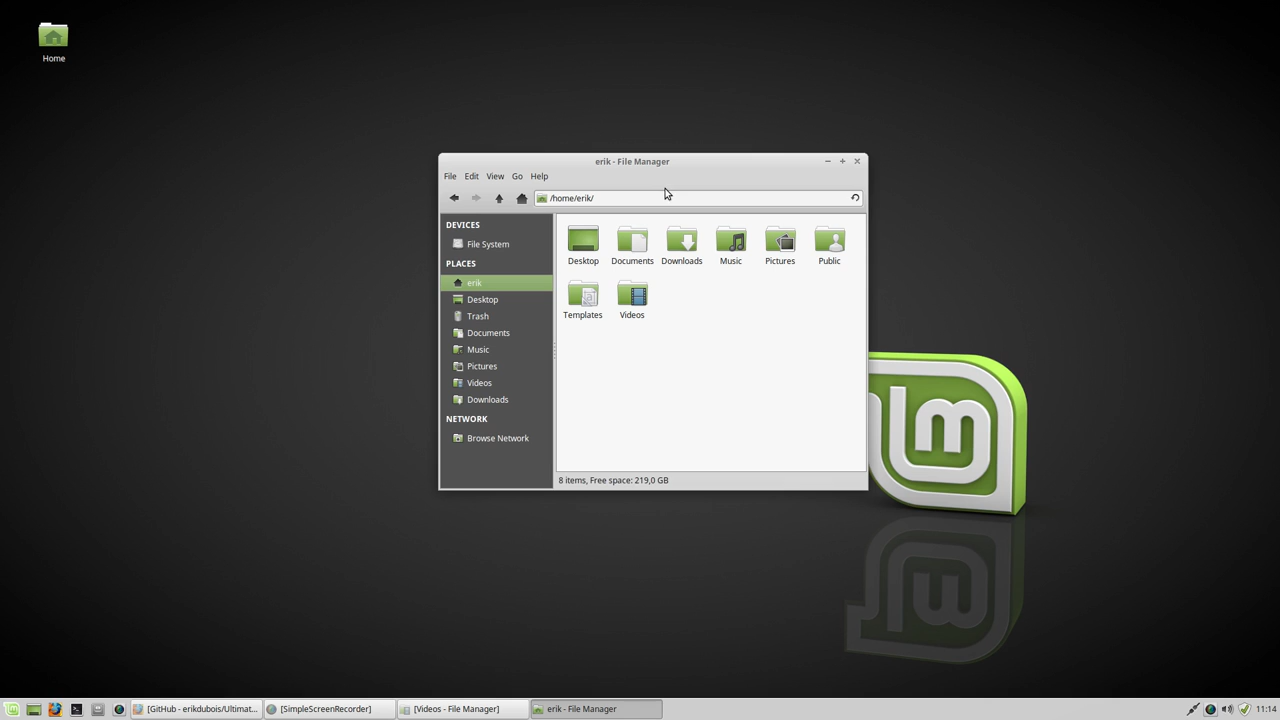 Home
erik - File Manager
File Edit View Go Help
/home/erik/
DEVICES
File System
PLACES
erik
Desktop
Trash
Documents
Music
Pictures
Videos
Downloads
NETWORK
Browse Network
Desktop Documents Downloads Music Pictures Public
Templates Videos
8 items, Free space: 219,0 GB
[GitHub - erikdubois/Ultimat... [SimpleScreenRecorder] [Videos - File Manager] erik - File Manager 11:14